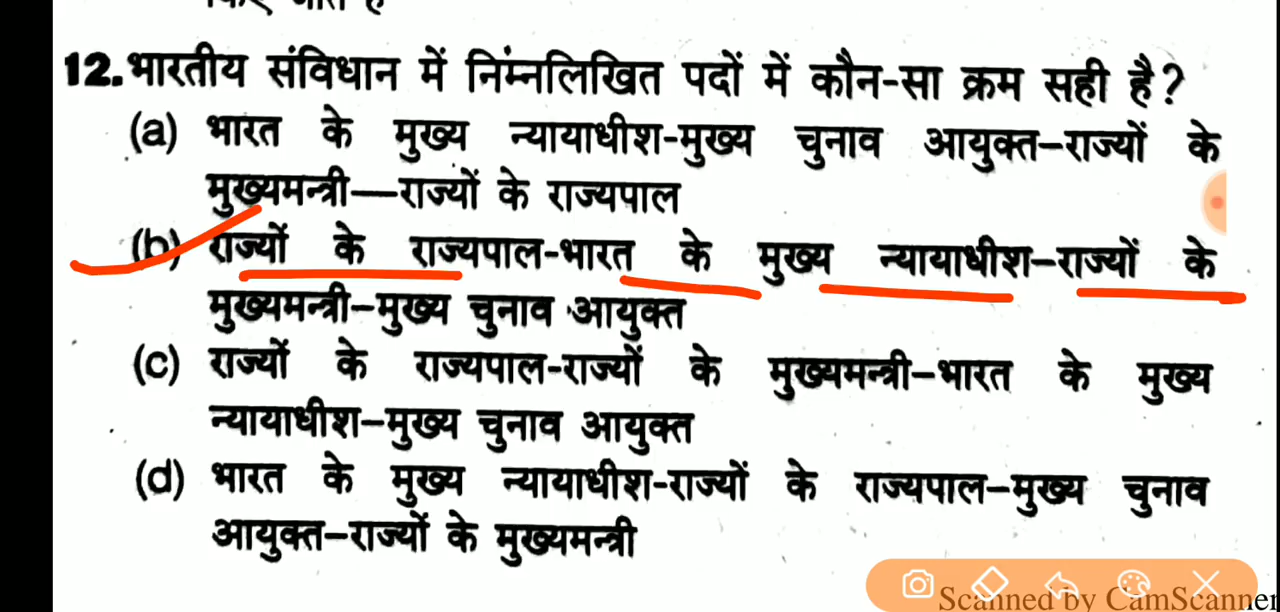 12. भारतीय संविधान में निंम्नलिखित पदों में कौन-सा क्रम सही है?
(a) भारत के मुख्य न्यायाधीश-मुख्य चुनाव आयुक्त–राज्यों के
मुख्यमन्त्री—राज्यों के राज्यपाल
(b) राज्यों के राज्यपाल-भारत के मुख्य न्यायाधीश–राज्यों के
मुख्यमन्त्री–मुख्य चुनाव आयुक्त
(c) राज्यों के राज्यपाल-राज्यों के मुख्यमन्त्री–भारत के मुख्य
न्यायाधीश–मुख्य चुनाव आयुक्त
(d) भारत के मुख्य न्यायाधीश-राज्यों के राज्यपाल–मुख्य चुनाव
आयुक्त–राज्यों के मुख्यमन्त्री
Scanned by CamScanner